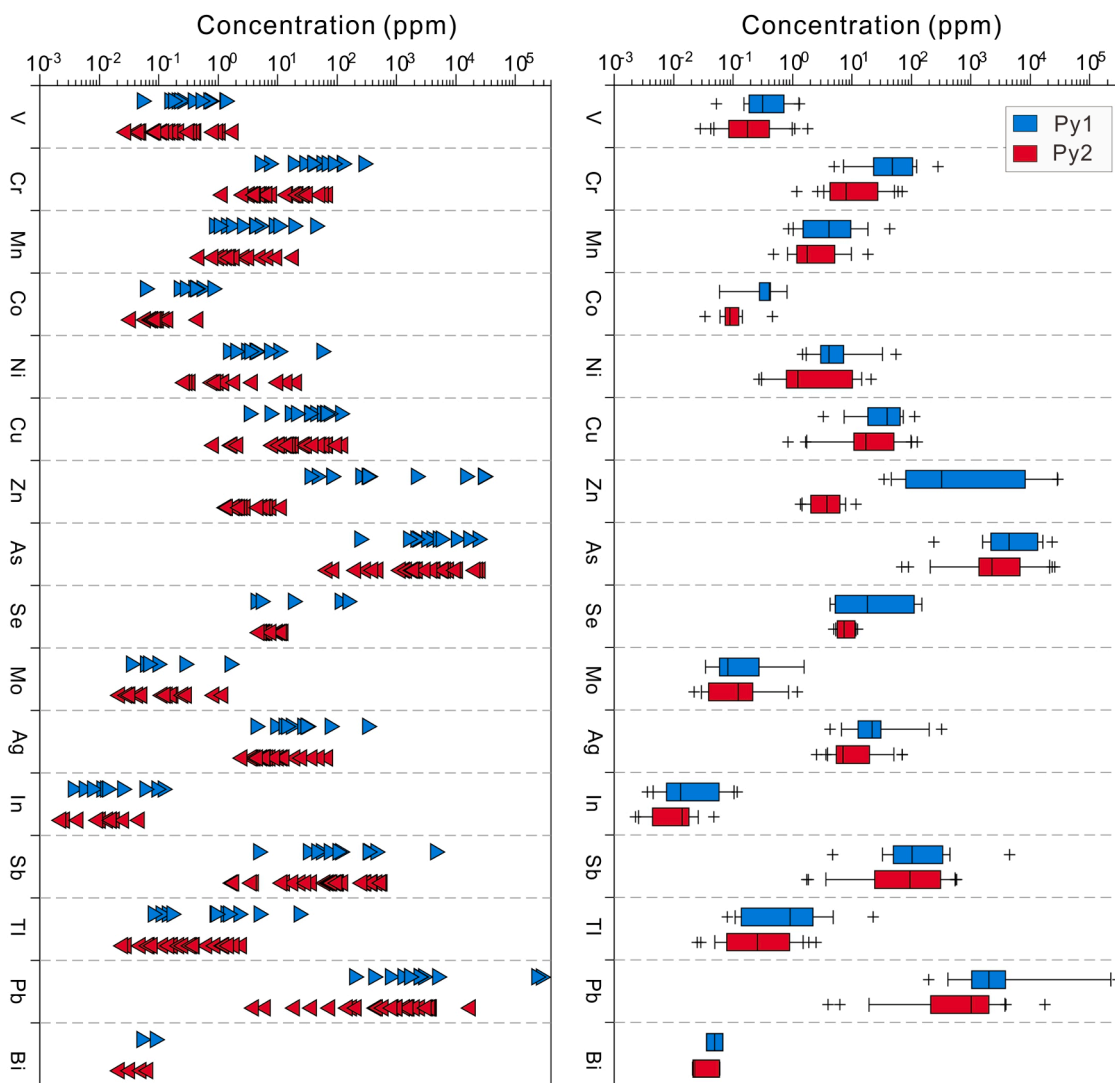 Concentration (ppm)
10⁻³ 10⁻² 10⁻¹ 10⁰ 10¹ 10² 10³ 10⁴ 10⁵
V
Cr
Mn
Co
Ni
Cu
Zn
As
Se
Mo
Ag
In
Sb
Tl
Pb
Bi
Concentration (ppm)
10⁻³ 10⁻² 10⁻¹ 10⁰ 10¹ 10² 10³ 10⁴ 10⁵
Py1
Py2
V
Cr
Mn
Co
Ni
Cu
Zn
As
Se
Mo
Ag
In
Sb
Tl
Pb
Bi